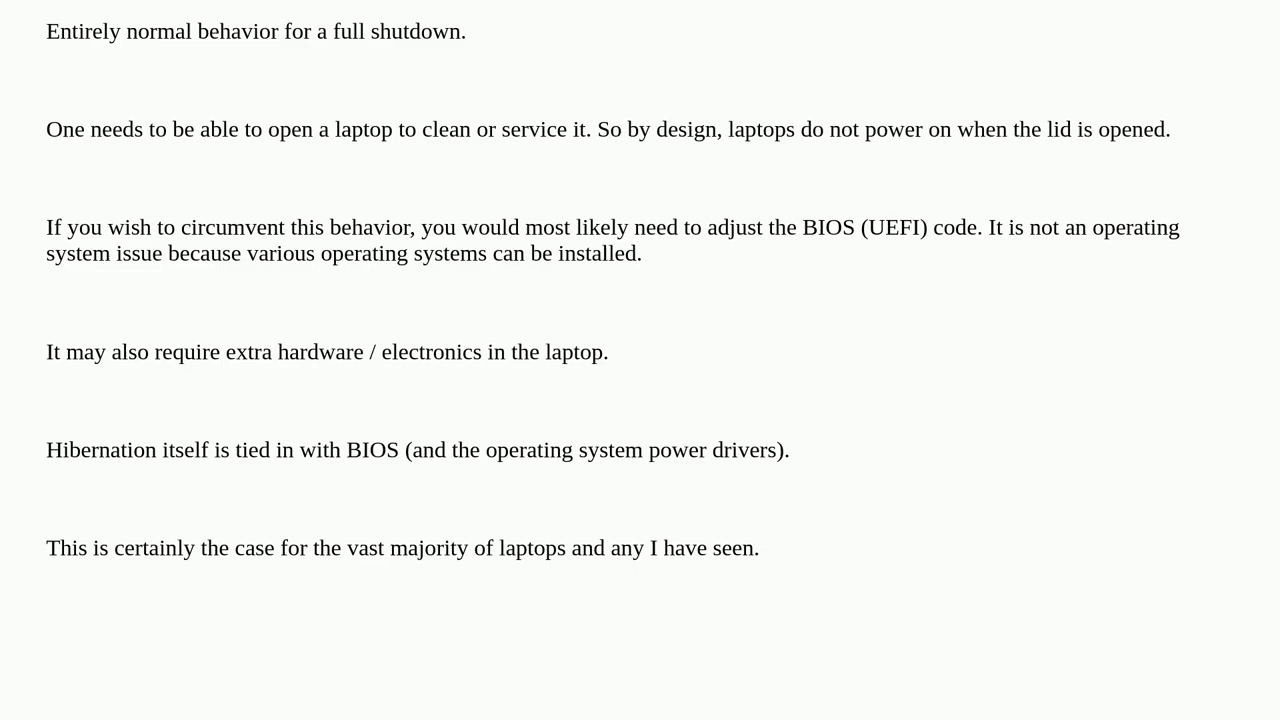 Entirely normal behavior for a full shutdown.
One needs to be able to open a laptop to clean or service it. So by design, laptops do not power on when the lid is opened.
If you wish to circumvent this behavior, you would most likely need to adjust the BIOS (UEFI) code. It is not an operating
system issue because various operating systems can be installed.
It may also require extra hardware / electronics in the laptop.
Hibernation itself is tied in with BIOS (and the operating system power drivers).
This is certainly the case for the vast majority of laptops and any I have seen.